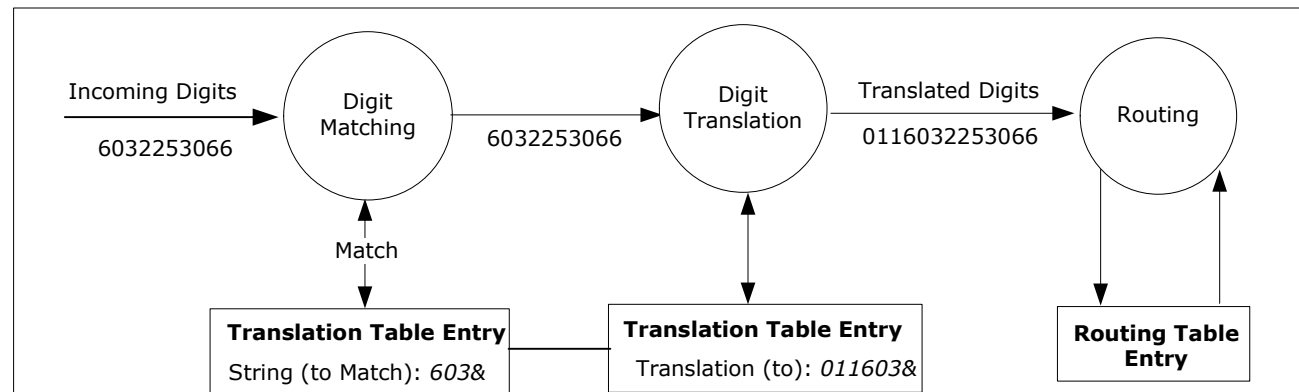 Incoming Digits
6032253066
Digit
Matching
6032253066
Digit
Translation
Translated Digits
0116032253066
Routing
Match
Translation Table Entry
String (to Match): 603&
Translation Table Entry
Translation (to): 011603&
Routing Table
Entry